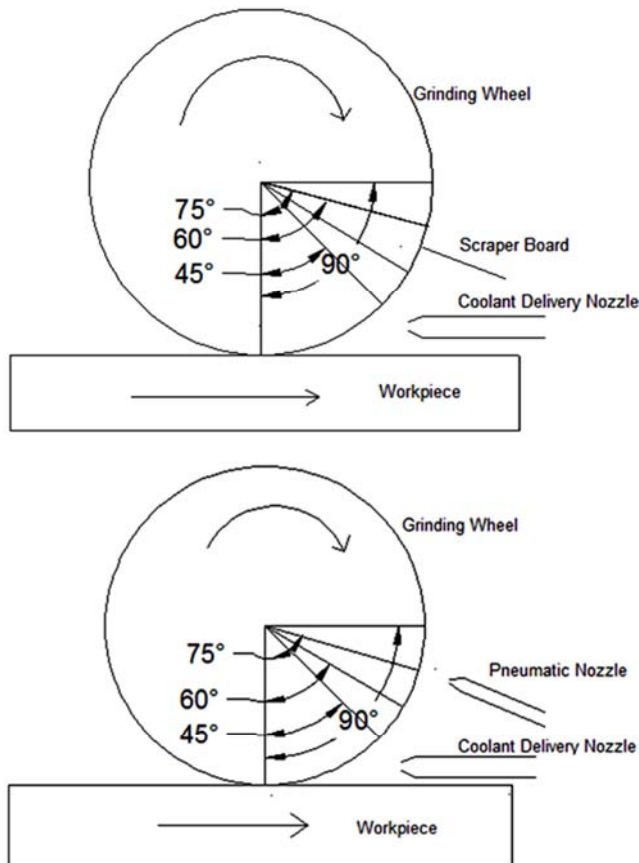 Grinding Wheel
75°
60°
Scraper Board
45°
90°
Coolant Delivery Nozzle
Workpiece
Grinding Wheel
75°
Pneumatic Nozzle
60°
45°
90°
Coolant Delivery Nozzle
Workpiece